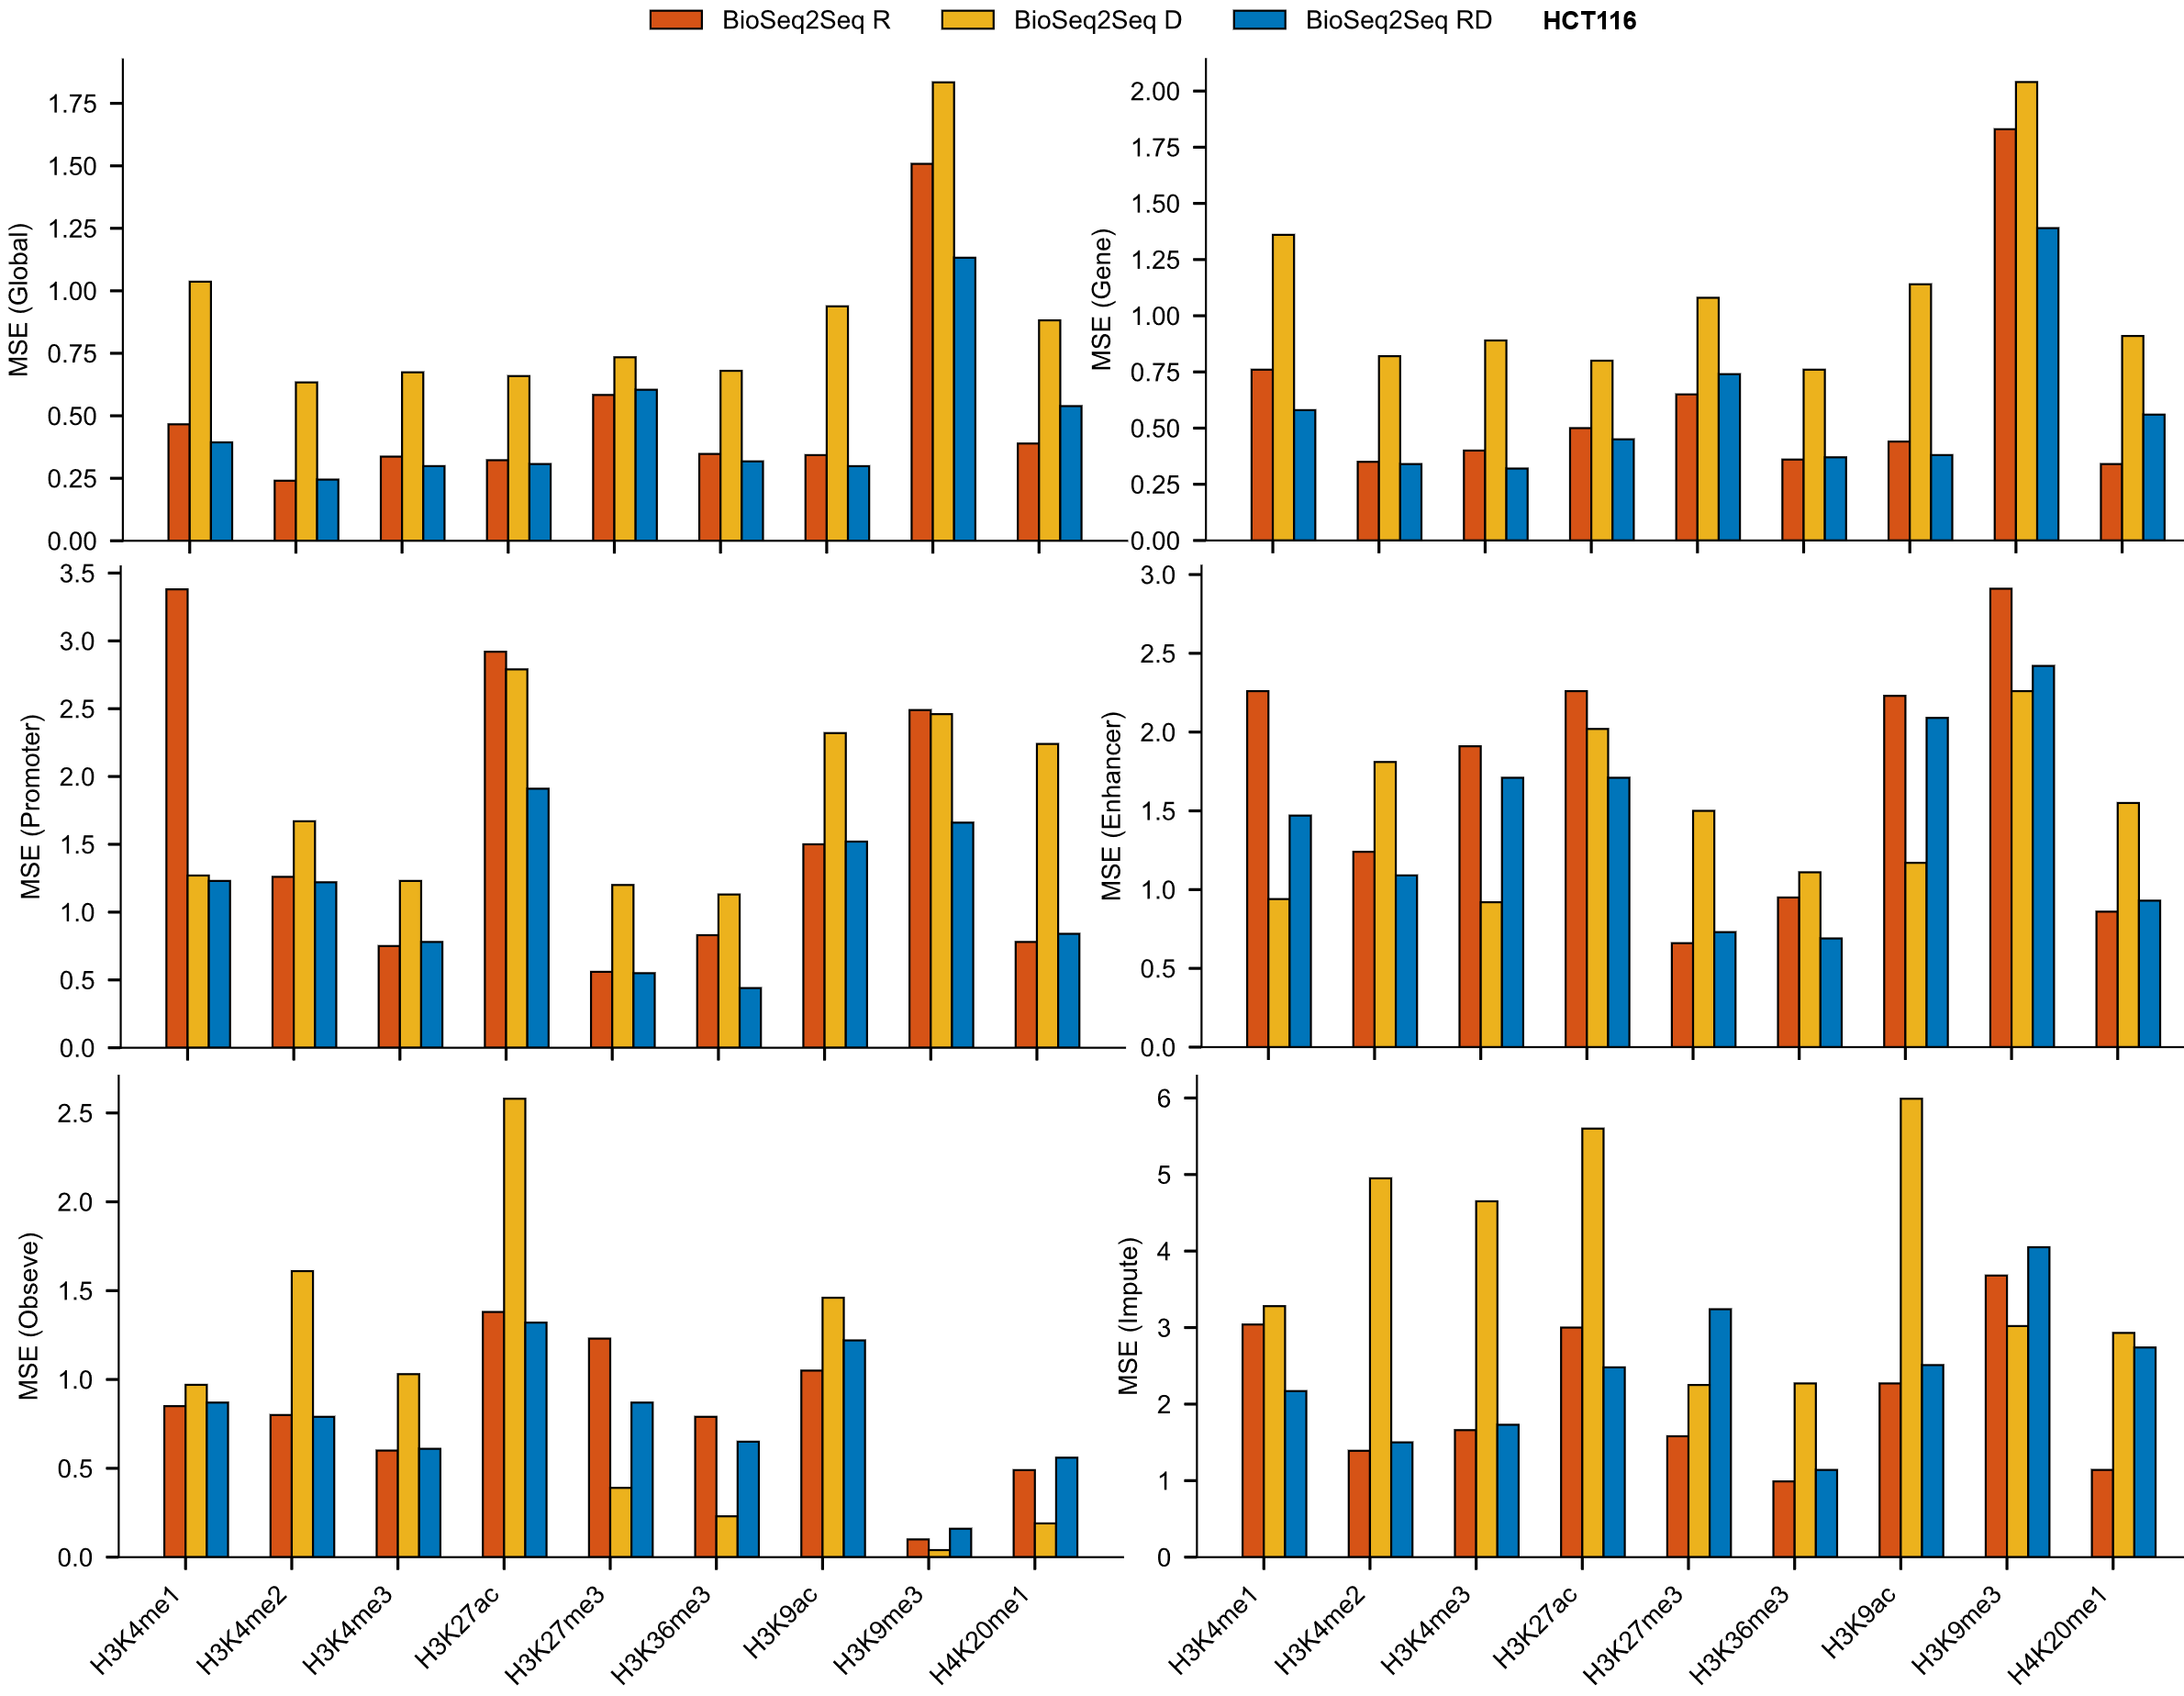 BioSeq2Seq R BioSeq2Seq D BioSeq2Seq RD HCT116
MSE (Global)
1.75
1.50
1.25
1.00
0.75
0.50
0.25
0.00
MSE (Gene)
2.00
1.75
1.50
1.25
1.00
0.75
0.50
0.25
0.00
MSE (Promoter)
3.5
3.0
2.5
2.0
1.5
1.0
0.5
0.0
MSE (Enhancer)
3.0
2.5
2.0
1.5
1.0
0.5
0.0
MSE (Obseve)
2.5
2.0
1.5
1.0
0.5
0.0
H3K4me1
H3K4me2
H3K4me3
H3K27ac
H3K27me3
H3K36me3
H3K9ac
H3K9me3
H4K20me1
MSE (Impute)
6
5
4
3
2
1
0
H3K4me1
H3K4me2
H3K4me3
H3K27ac
H3K27me3
H3K36me3
H3K9ac
H3K9me3
H4K20me1